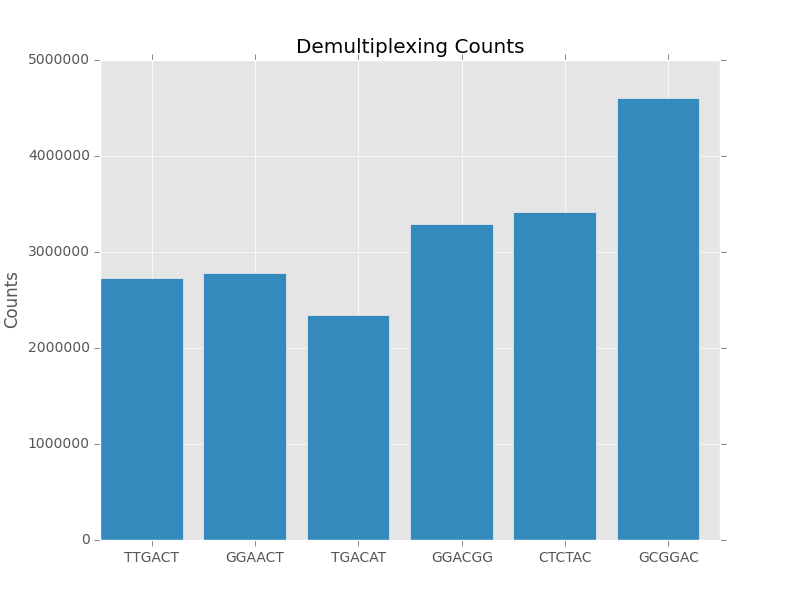 Demultiplexing Counts
5000000
4000000
3000000
2000000
1000000
0
Counts
TTGACT GGAACT TGACAT GGACGG CTCTAC GCGGAC